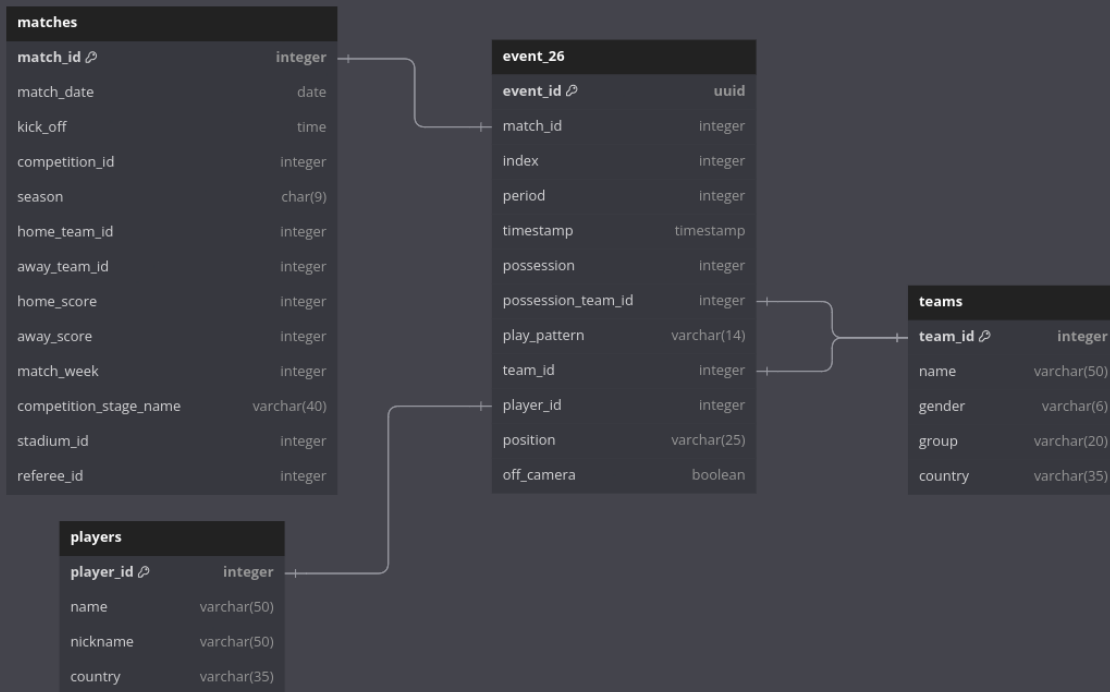 matches
match_id integer
match_date date
kick_off time
competition_id integer
season char(9)
home_team_id integer
away_team_id integer
home_score integer
away_score integer
match_week integer
competition_stage_name varchar(40)
stadium_id integer
referee_id integer
players
player_id integer
name varchar(50)
nickname varchar(50)
country varchar(35)
event_26
event_id uuid
match_id integer
index integer
period integer
timestamp timestamp
possession integer
possession_team_id integer
play_pattern varchar(14)
team_id integer
player_id integer
position varchar(25)
off_camera boolean
teams
team_id integer
name varchar(50)
gender varchar(6)
group varchar(20)
country varchar(35)